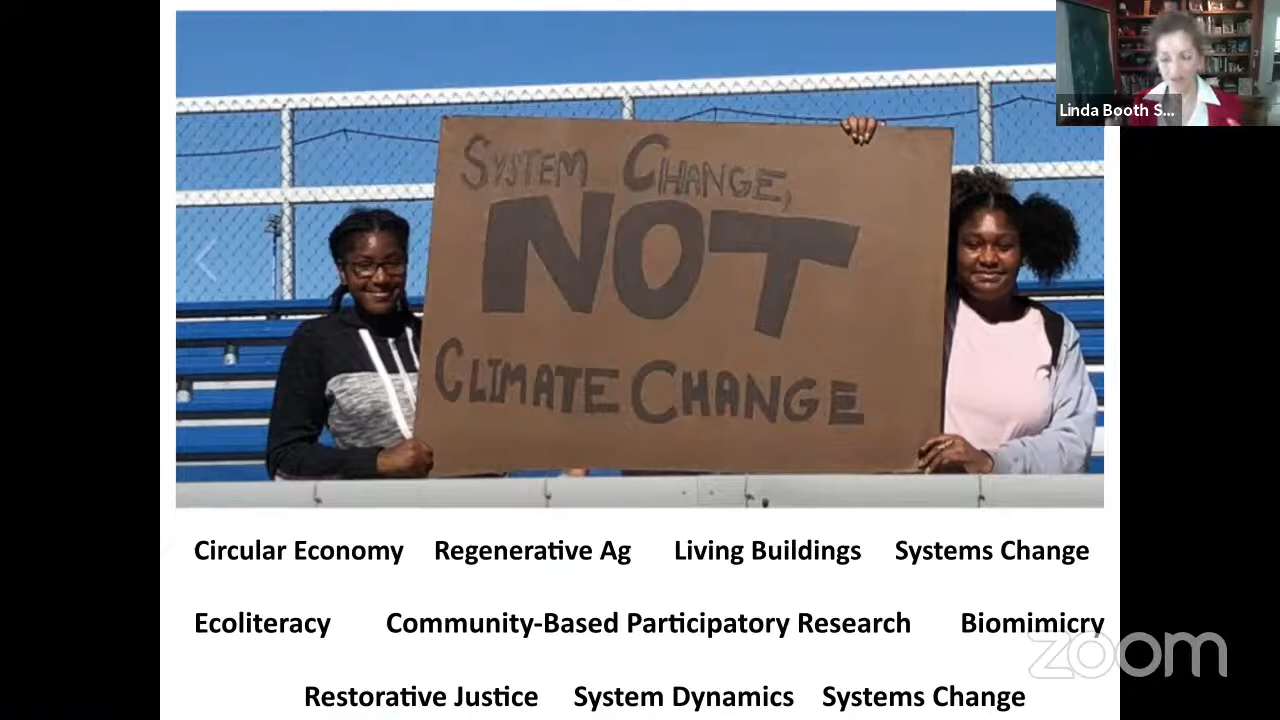 Linda Booth S...
SYSTEM CHANGE,
NOT
CLIMATE CHANGE
Circular Economy Regenerative Ag Living Buildings Systems Change
Ecoliteracy Community-Based Participatory Research Biomimicry
zoom
Restorative Justice System Dynamics Systems Change